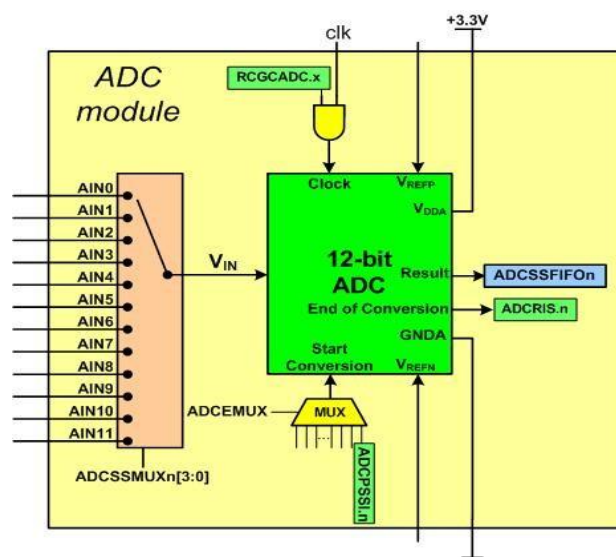 +3.3V
clk
ADC
module
RCGCADC.x
Clock
VREFP
VDDA
AIN0
AIN1
AIN2
AIN3
AIN4
AIN5
AIN6
AIN7
AIN8
AIN9
AIN10
AIN11
VIN
12-bit
ADC
Result
ADCSSFIFOn
End of Conversion
ADCRIS.n
GNDA
Start
Conversion
VREFN
ADCEMUX
MUX
...
ADCPSSI.n
ADCSSMUXn[3:0]